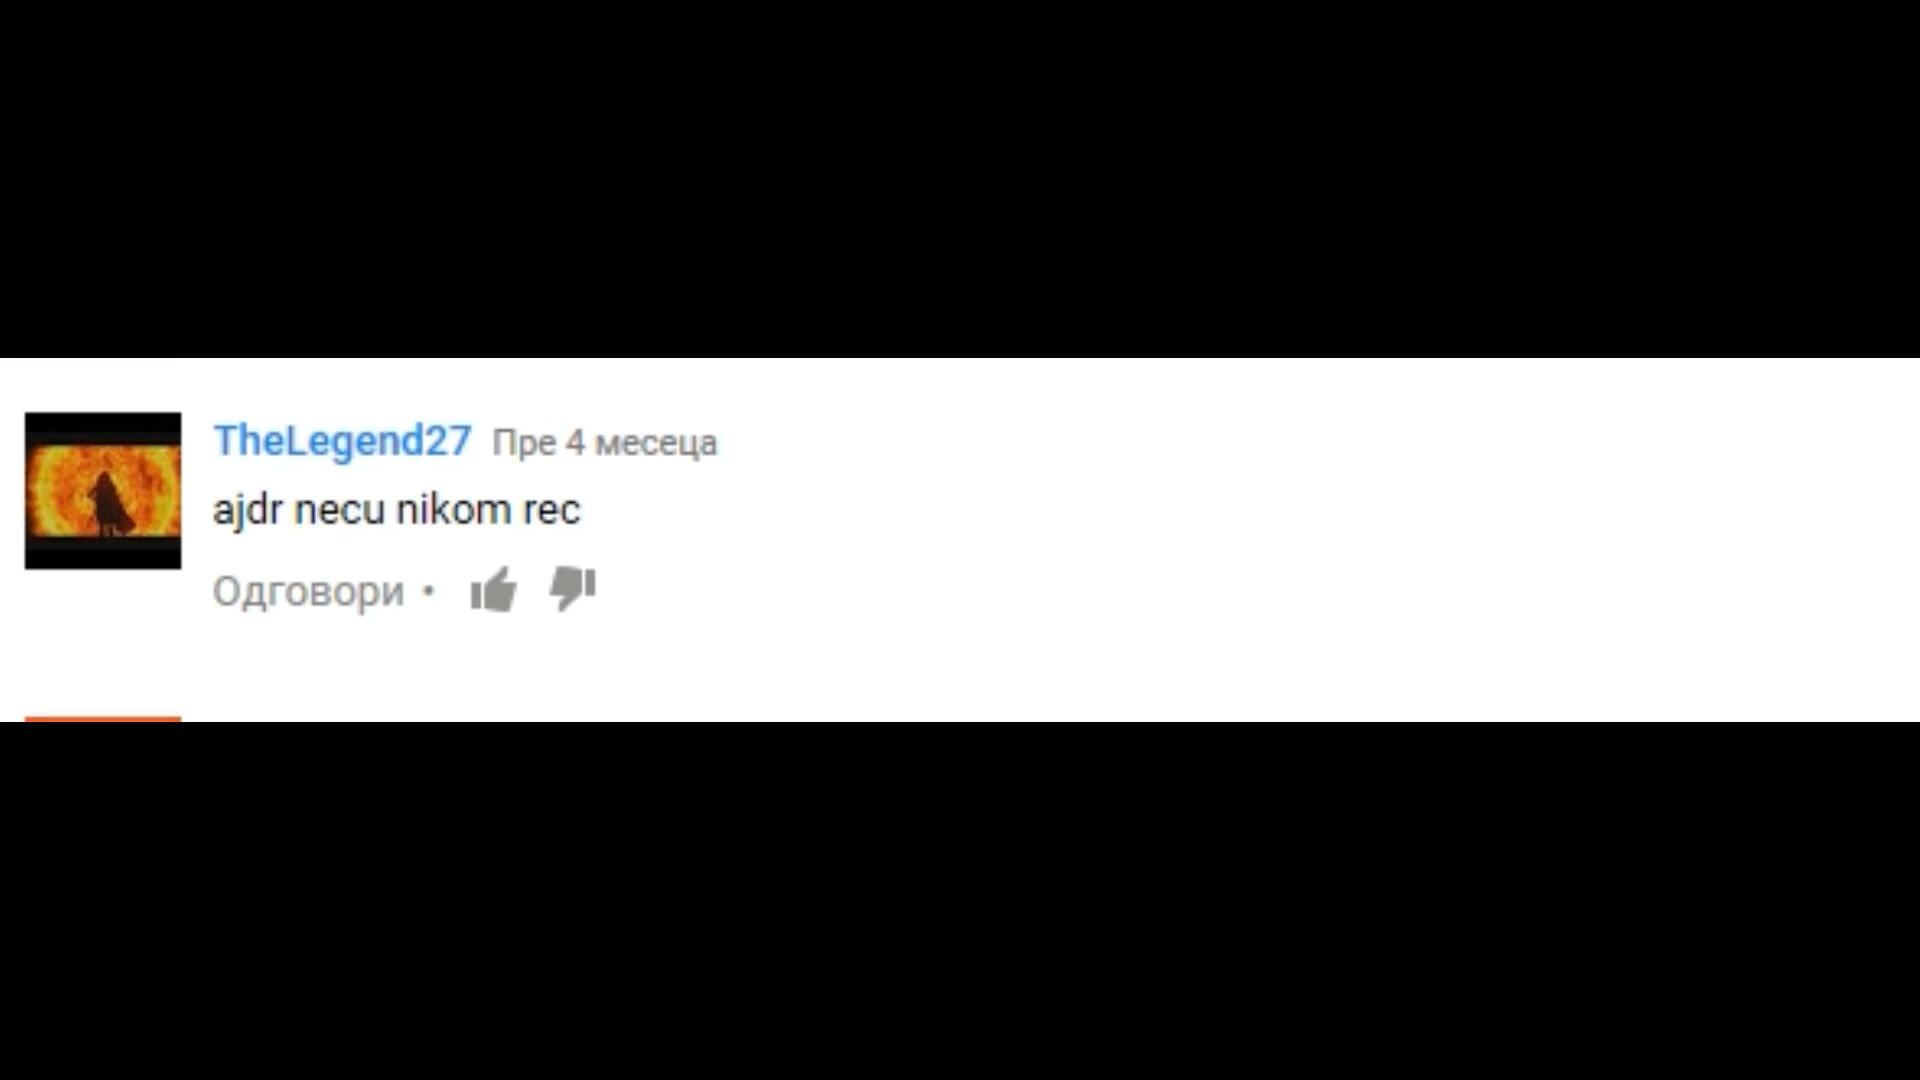 TheLegend27 Пре 4 месеца
ajdr necu nikom rec
Одговори •